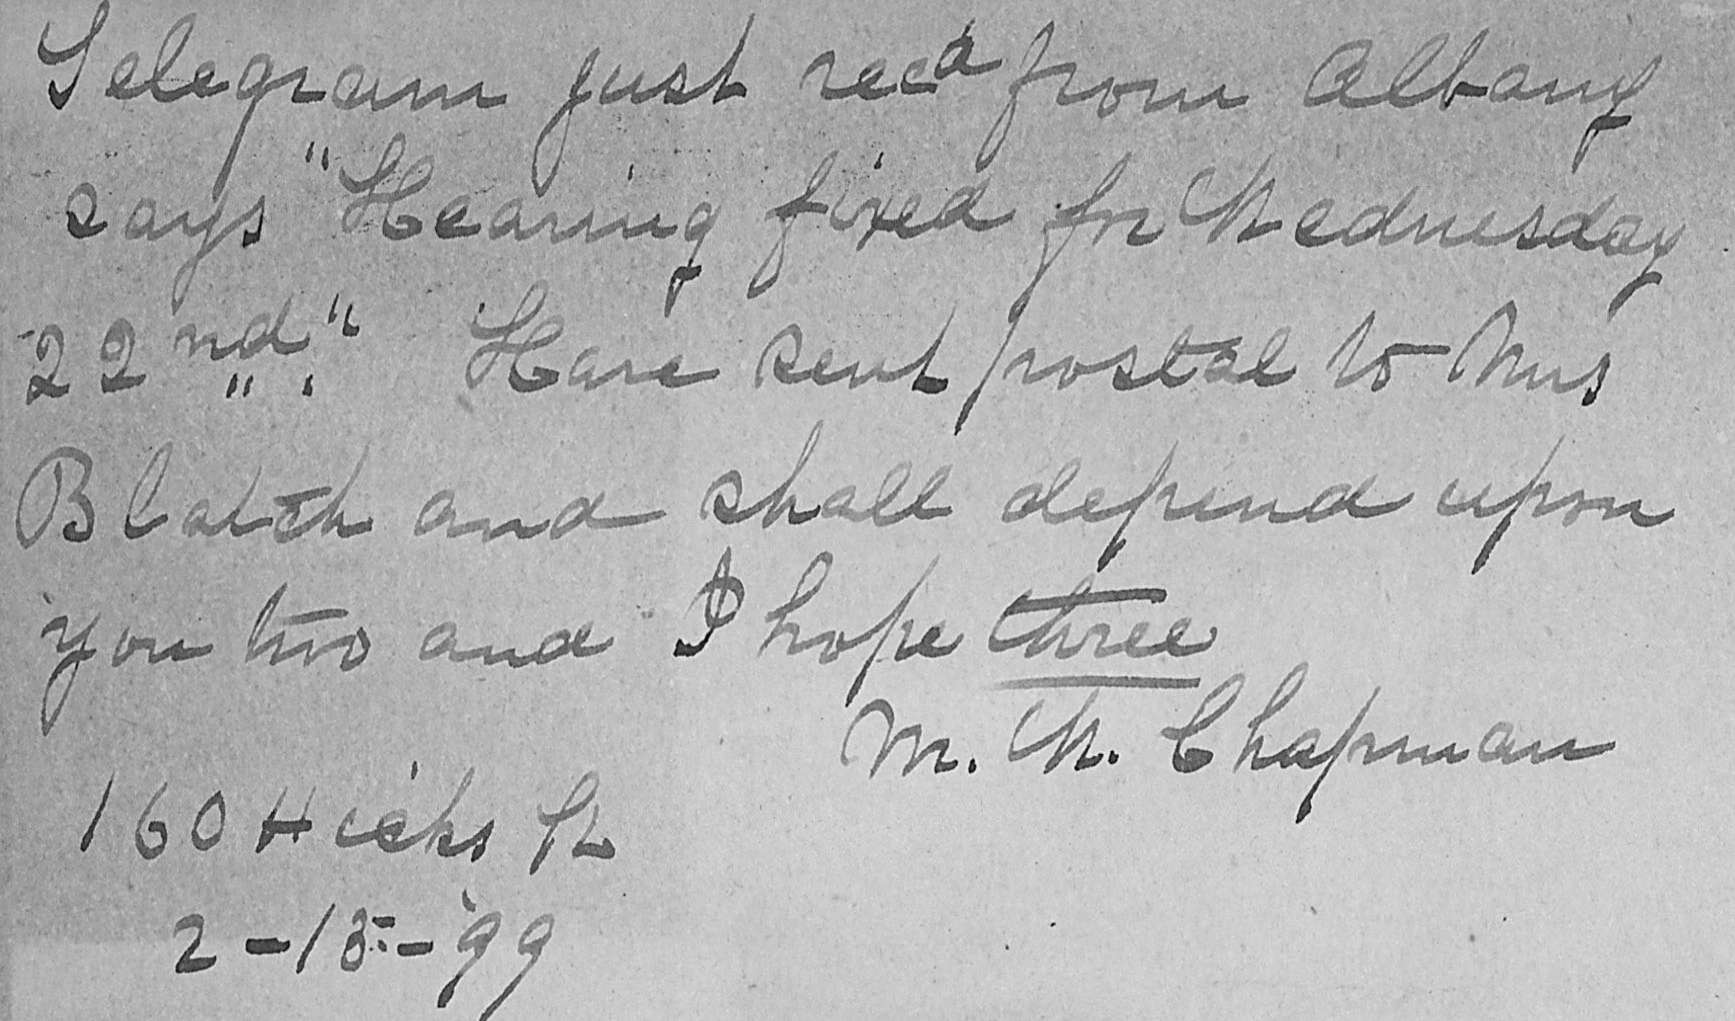 Telegram just rec'd from Albany
says "Hearing fixed for Wednesday
22nd". Have sent postal to Mrs
Blatch and shall depend upon
you two and I hope three
M. W. Chapman
160 Hicks St
2-15-'99